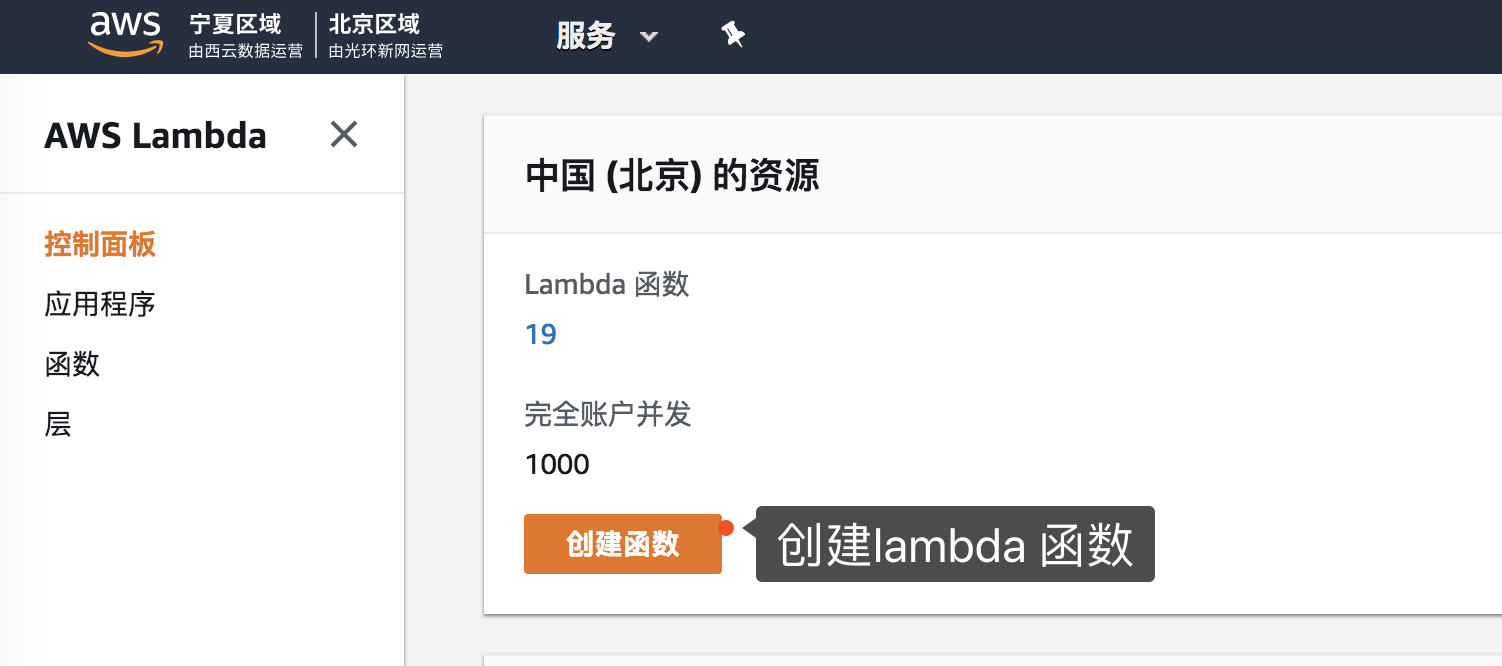 aws
宁夏区域
由西云数据运营
北京区域
由光环新网运营
服务
AWS Lambda
控制面板
应用程序
函数
层
中国 (北京) 的资源
Lambda 函数
19
完全账户并发
1000
创建函数
创建lambda 函数